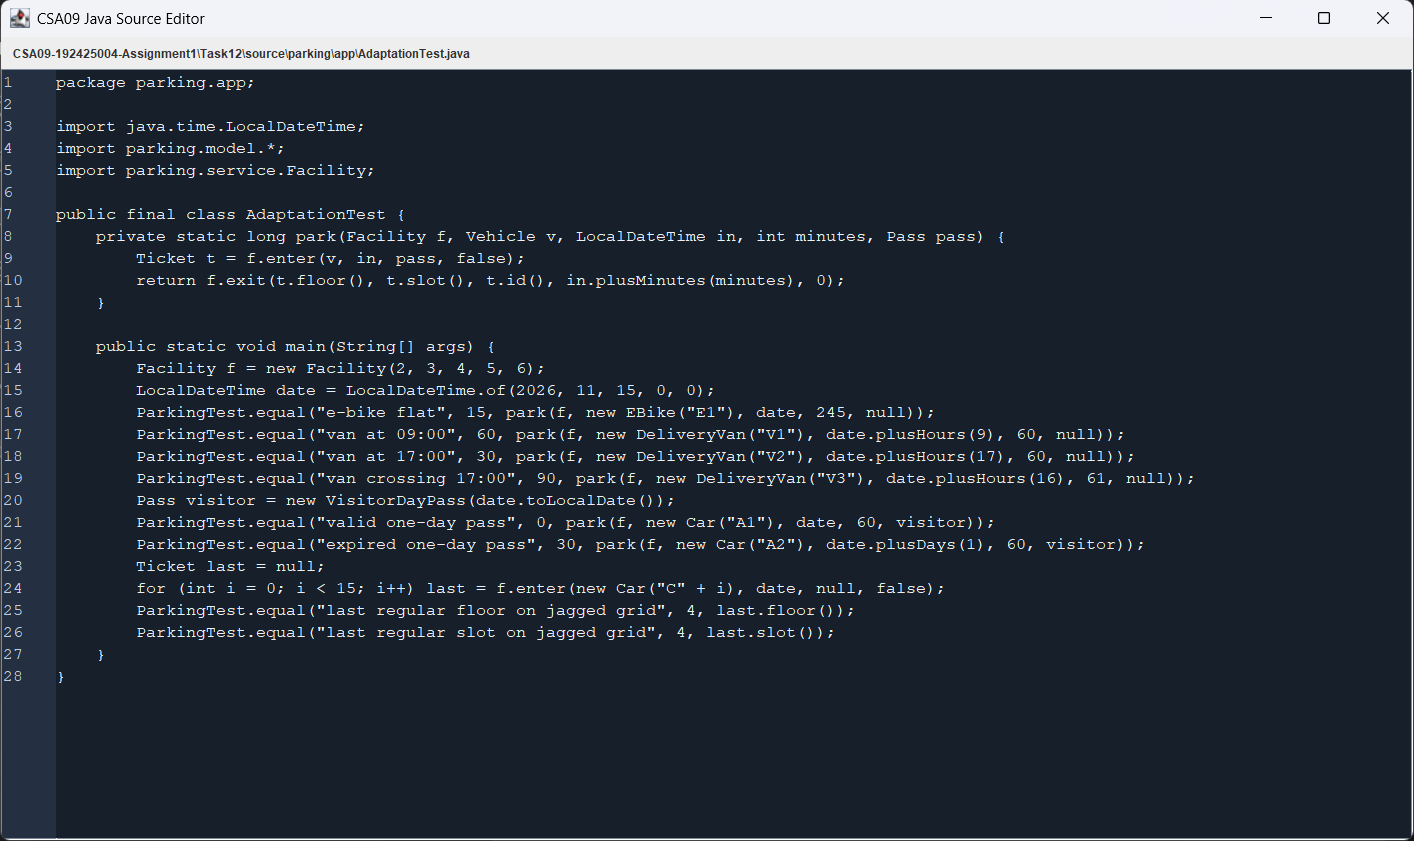 CSA09 Java Source Editor
CSA09-192425004-Assignment1\Task12\source\parking\app\AdaptationTest.java
1 package parking.app;
2
3 import java.time.LocalDateTime;
4 import parking.model.*;
5 import parking.service.Facility;
6
7 public final class AdaptationTest {
8     private static long park(Facility f, Vehicle v, LocalDateTime in, int minutes, Pass pass) {
9         Ticket t = f.enter(v, in, pass, false);
10         return f.exit(t.floor(), t.slot(), t.id(), in.plusMinutes(minutes), 0);
11     }
12
13     public static void main(String[] args) {
14         Facility f = new Facility(2, 3, 4, 5, 6);
15         LocalDateTime date = LocalDateTime.of(2026, 11, 15, 0, 0);
16         ParkingTest.equal("e-bike flat", 15, park(f, new EBike("E1"), date, 245, null));
17         ParkingTest.equal("van at 09:00", 60, park(f, new DeliveryVan("V1"), date.plusHours(9), 60, null));
18         ParkingTest.equal("van at 17:00", 30, park(f, new DeliveryVan("V2"), date.plusHours(17), 60, null));
19         ParkingTest.equal("van crossing 17:00", 90, park(f, new DeliveryVan("V3"), date.plusHours(16), 61, null));
20         Pass visitor = new VisitorDayPass(date.toLocalDate());
21         ParkingTest.equal("valid one-day pass", 0, park(f, new Car("A1"), date, 60, visitor));
22         ParkingTest.equal("expired one-day pass", 30, park(f, new Car("A2"), date.plusDays(1), 60, visitor));
23         Ticket last = null;
24         for (int i = 0; i < 15; i++) last = f.enter(new Car("C" + i), date, null, false);
25         ParkingTest.equal("last regular floor on jagged grid", 4, last.floor());
26         ParkingTest.equal("last regular slot on jagged grid", 4, last.slot());
27     }
28 }